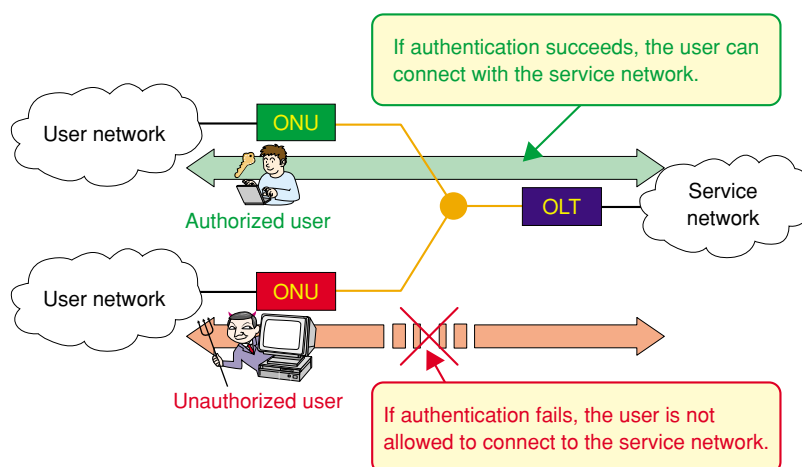 If authentication succeeds, the user can
connect with the service network.
User network
ONU
Authorized user
OLT
Service
network
User network
ONU
Unauthorized user
If authentication fails, the user is not
allowed to connect to the service network.